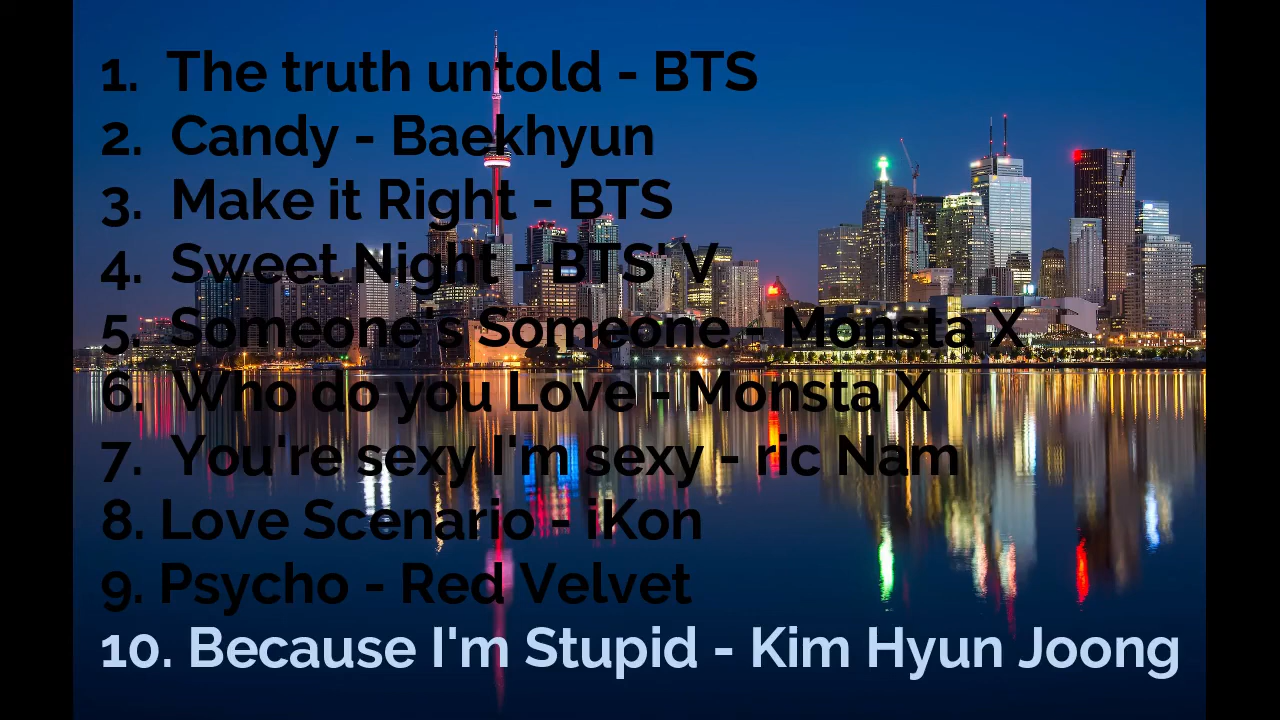 1. The truth untold - BTS
2. Candy - Baekhyun
3. Make it Right - BTS
4. Sweet Night - BTS' V
5. Someone's Someone - Monsta X
6. Who do you Love - Monsta X
7. You're sexy I'm sexy - ric Nam
8. Love Scenario - iKon
9. Psycho - Red Velvet
10. Because I'm Stupid - Kim Hyun Joong